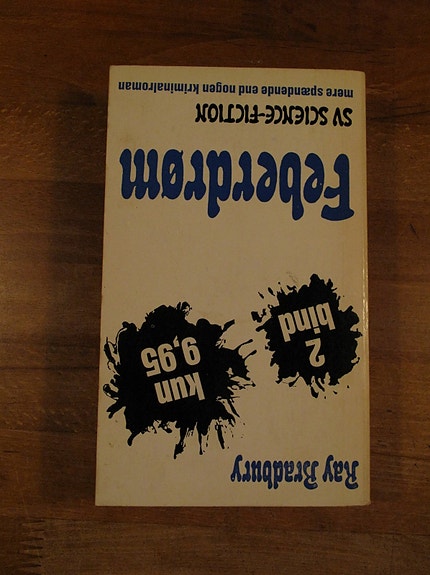 Ray Bradbury
2
bind
kun
9,95
Feberdrøm
SV SCIENCE-FICTION
mere spændende end nogen kriminalroman